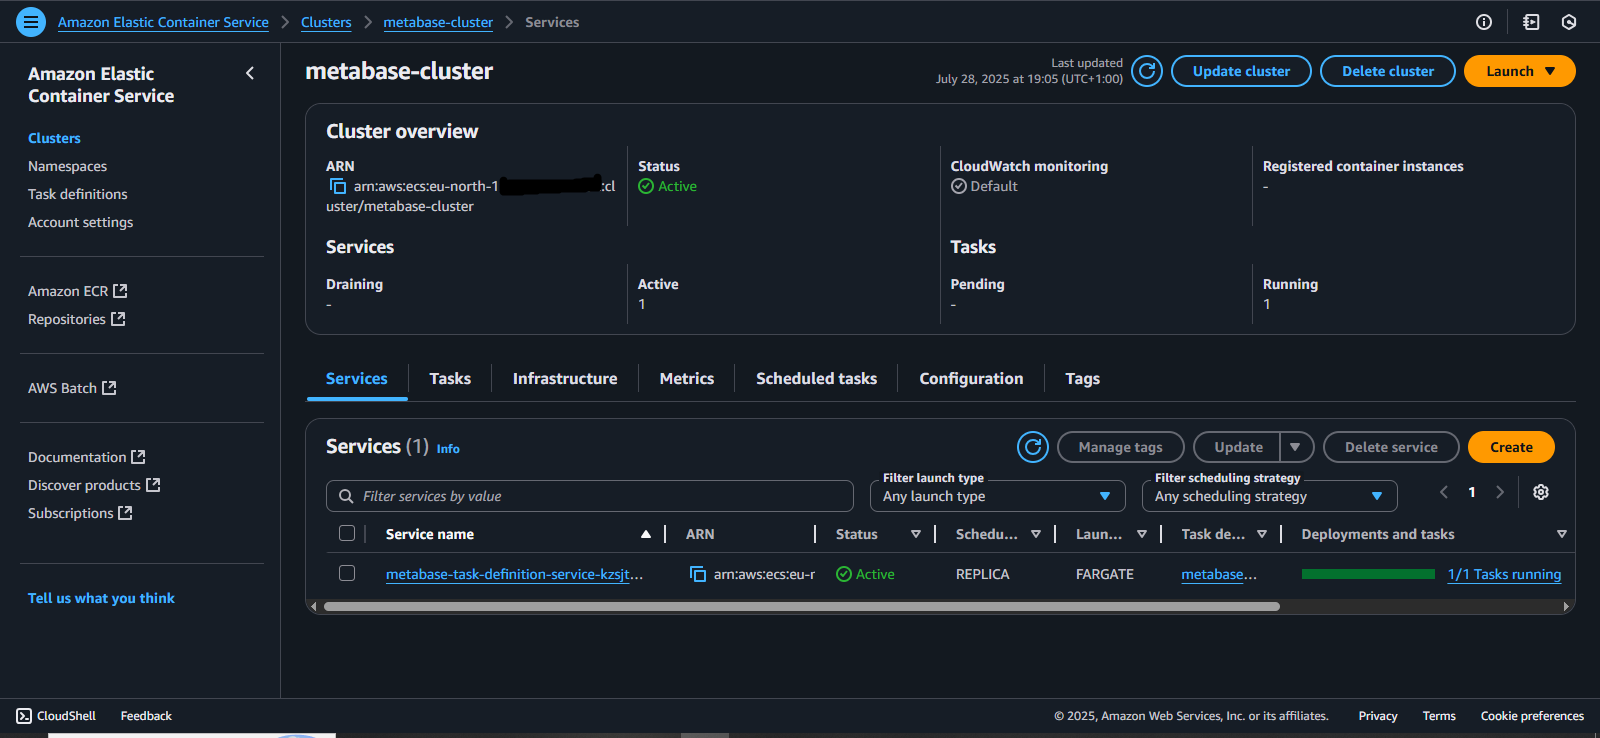 Amazon Elastic Container Service > Clusters > metabase-cluster > Services
Amazon Elastic
Container Service
Clusters
Namespaces
Task definitions
Account settings
Amazon ECR
Repositories
AWS Batch
Documentation
Discover products
Subscriptions
Tell us what you think
metabase-cluster
Last updated
July 28, 2025 at 19:05 (UTC+1:00)
Update cluster
Delete cluster
Launch
Cluster overview
ARN
arn:aws:ecs:eu-north-1 :cl
uster/metabase-cluster
Status
Active
CloudWatch monitoring
Default
Registered container instances
-
Services
Tasks
Draining
-
Active
1
Pending
-
Running
1
Services Tasks Infrastructure Metrics Scheduled tasks Configuration Tags
Services (1) Info
Manage tags
Update
Delete service
Create
Filter services by value
Filter launch type
Any launch type
Filter scheduling strategy
Any scheduling strategy
1
Service name ARN Status Schedu... Laun... Task de... Deployments and tasks
metabase-task-definition-service-kzsjt... arn:aws:ecs:eu-r Active REPLICA FARGATE metabase... 1/1 Tasks running
CloudShell Feedback © 2025, Amazon Web Services, Inc. or its affiliates. Privacy Terms Cookie preferences